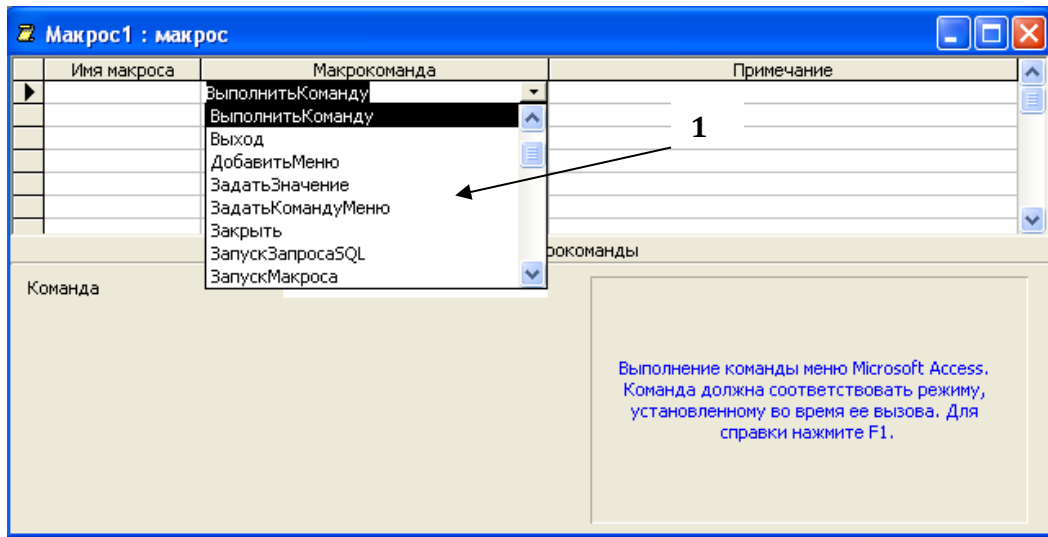 Макрос1 : макрос
Имя макроса Макрокоманда Примечание
ВыполнитьКоманду
ВыполнитьКоманду
1
Выход
ДобавитьМеню
ЗадатьЗначение
ЗадатьКомандуМеню
Закрыть
ЗапускЗапросаSQL
рокоманды
ЗапускМакроса
Команда
Выполнение команды меню Microsoft Access.
Команда должна соответствовать режиму,
установленному во время ее вызова. Для
справки нажмите F1.